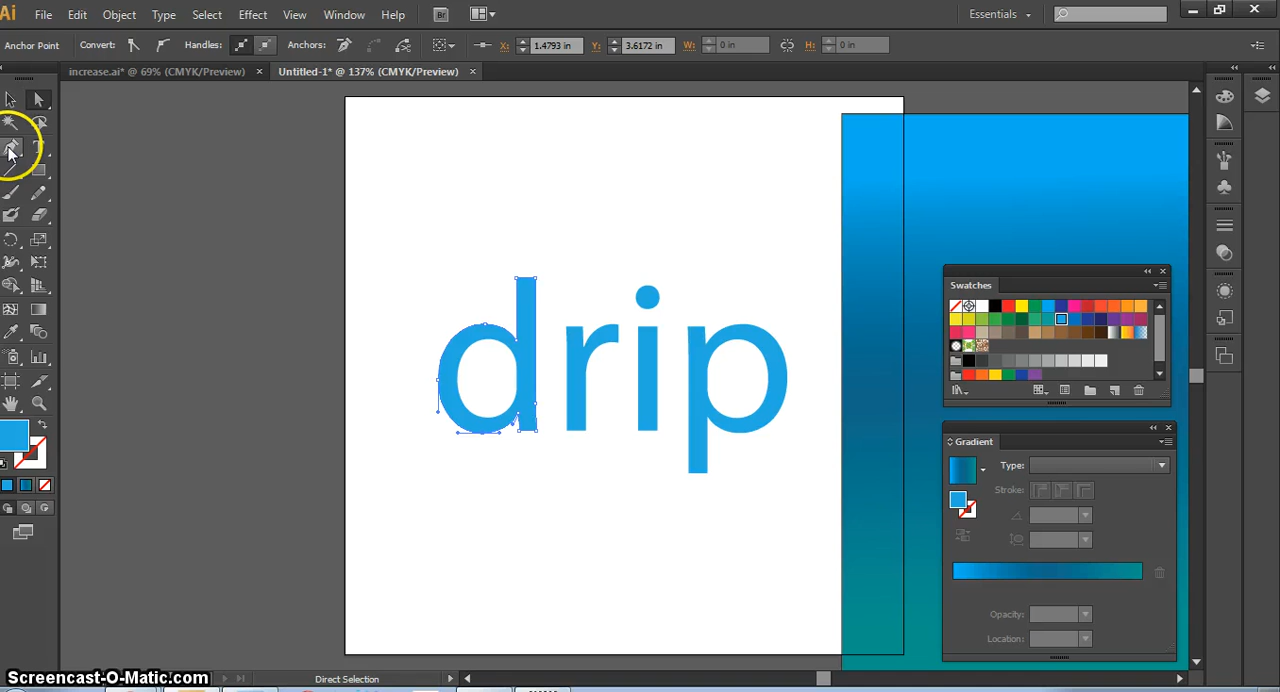 Ai File Edit Object Type Select Effect View Window Help Br Essentials
Anchor Point Convert: Handles: Anchors: X: 1.4793 in Y: 3.6172 in W: 0 in H: 0 in
increase.ai* @ 69% (CMYK/Preview) × Untitled-1* @ 137% (CMYK/Preview) ×
T
drip
Swatches
Gradient
Type:
Stroke:
Opacity:
Location:
Screencast-O-Matic.com
Direct Selection